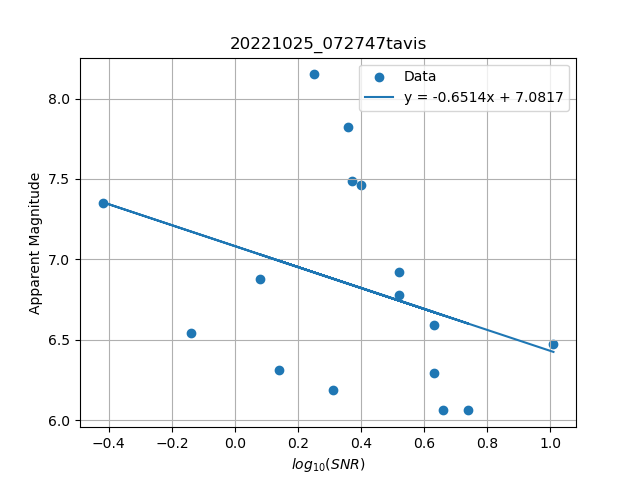 20221025_072747tavis
Data
y = -0.6514x + 7.0817
8.0
7.5
7.0
6.5
6.0
Apparent Magnitude
−0.4 −0.2 0.0 0.2 0.4 0.6 0.8 1.0
log₁₀(SNR)